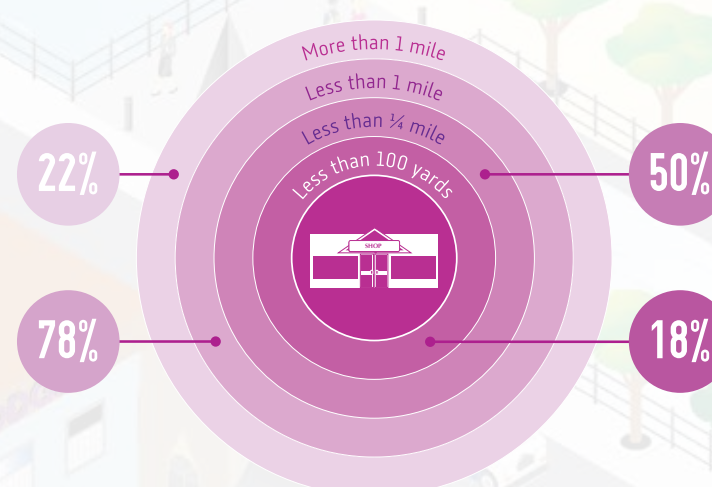 More than 1 mile
Less than 1 mile
Less than ¼ mile
Less than 100 yards
SHOP
22%
50%
78%
18%